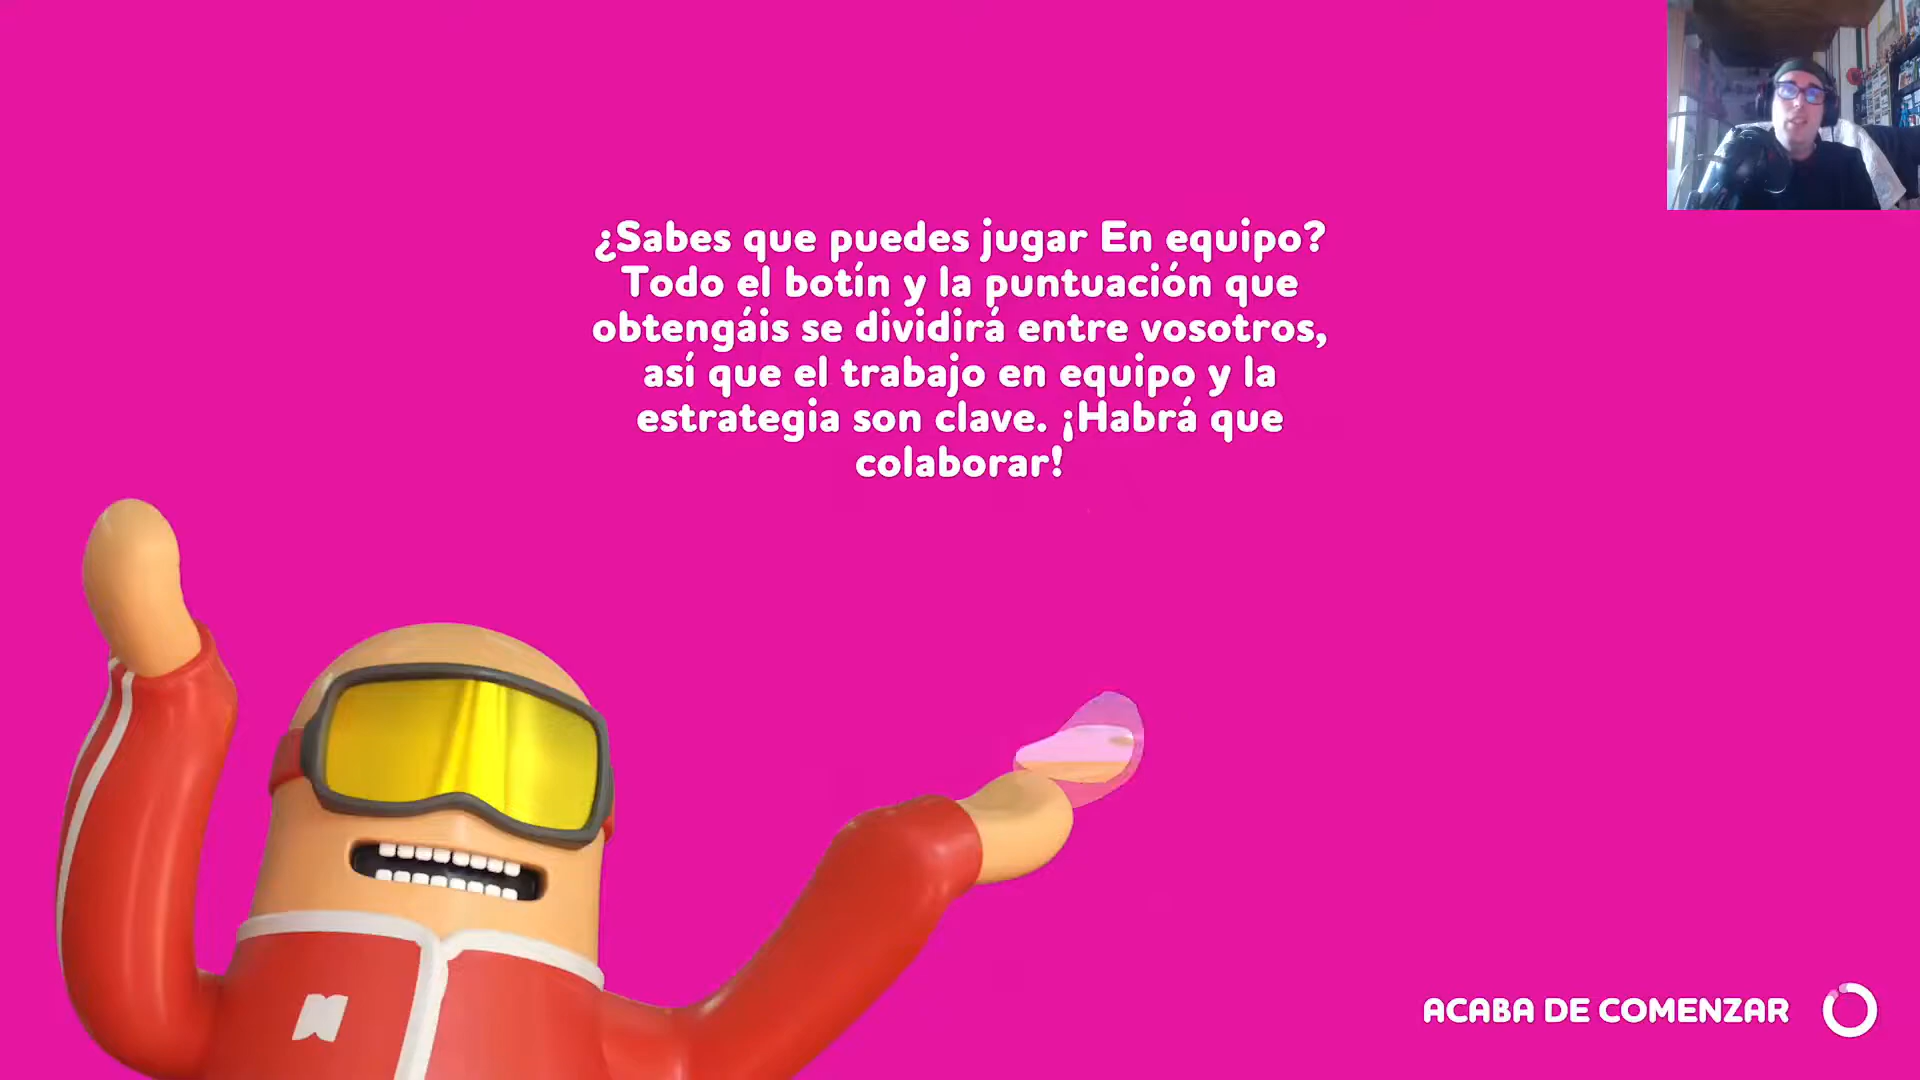 ¿Sabes que puedes jugar En equipo?
Todo el botín y la puntuación que
obtengáis se dividirá entre vosotros,
así que el trabajo en equipo y la
estrategia son clave. ¡Habrá que
colaborar!
ACABA DE COMENZAR